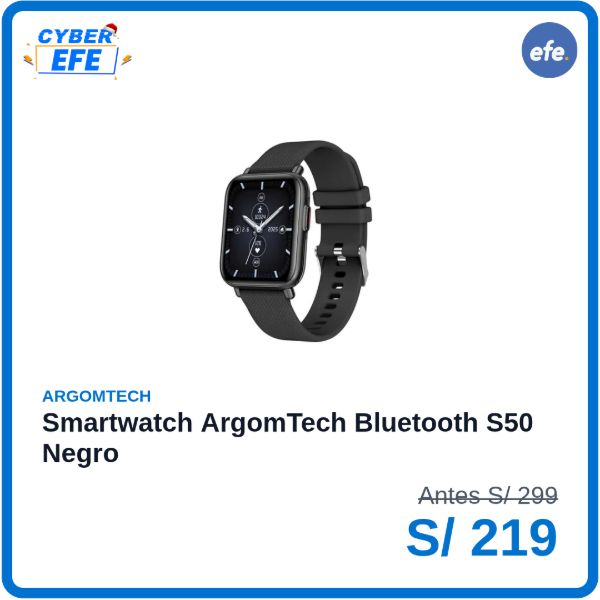 CYBER
EFE
efe.
ARGOMTECH
Smartwatch ArgomTech Bluetooth S50
Negro
Antes S/ 299
S/ 219